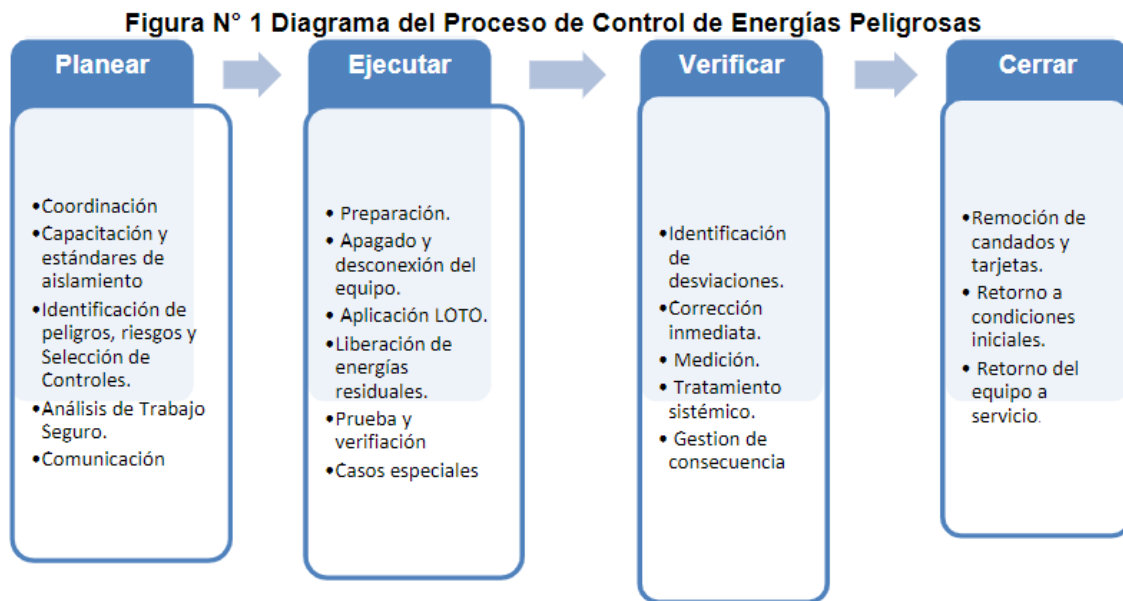 Figura N° 1 Diagrama del Proceso de Control de Energías Peligrosas
Planear
•Coordinación
•Capacitación y
estándares de
aislamiento
•Identificación de
peligros, riesgos y
Selección de
Controles.
•Análisis de Trabajo
Seguro.
•Comunicación
Ejecutar
• Preparación.
• Apagado y
desconexión del
equipo.
• Aplicación LOTO.
•Liberación de
energías
residuales.
•Prueba y
verifiación
•Casos especiales
Verificar
•Identificación
de
desviaciones.
•Corrección
inmediata.
• Medición.
• Tratamiento
sistémico.
• Gestion de
consecuencia
Cerrar
•Remoción de
candados y
tarjetas.
• Retorno a
condiciones
iniciales.
• Retorno del
equipo a
servicio.